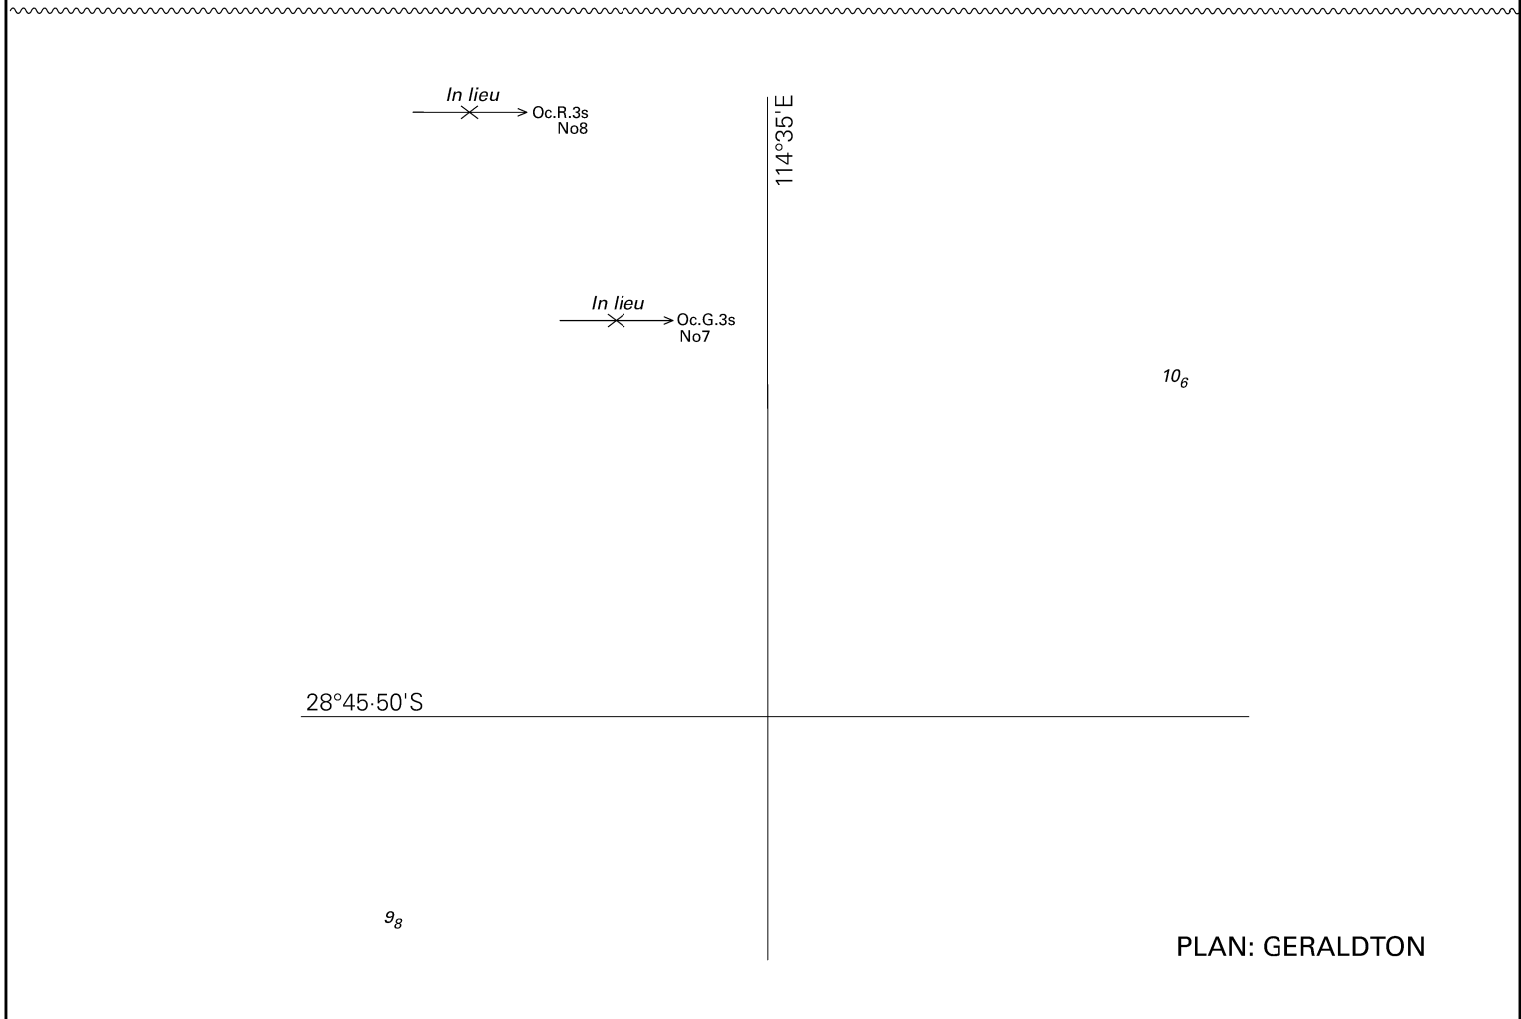 In lieu
Oc.R.3s
No8
114°35'E
In lieu
Oc.G.3s
No7
10₆
28°45·50'S
9₈
PLAN: GERALDTON